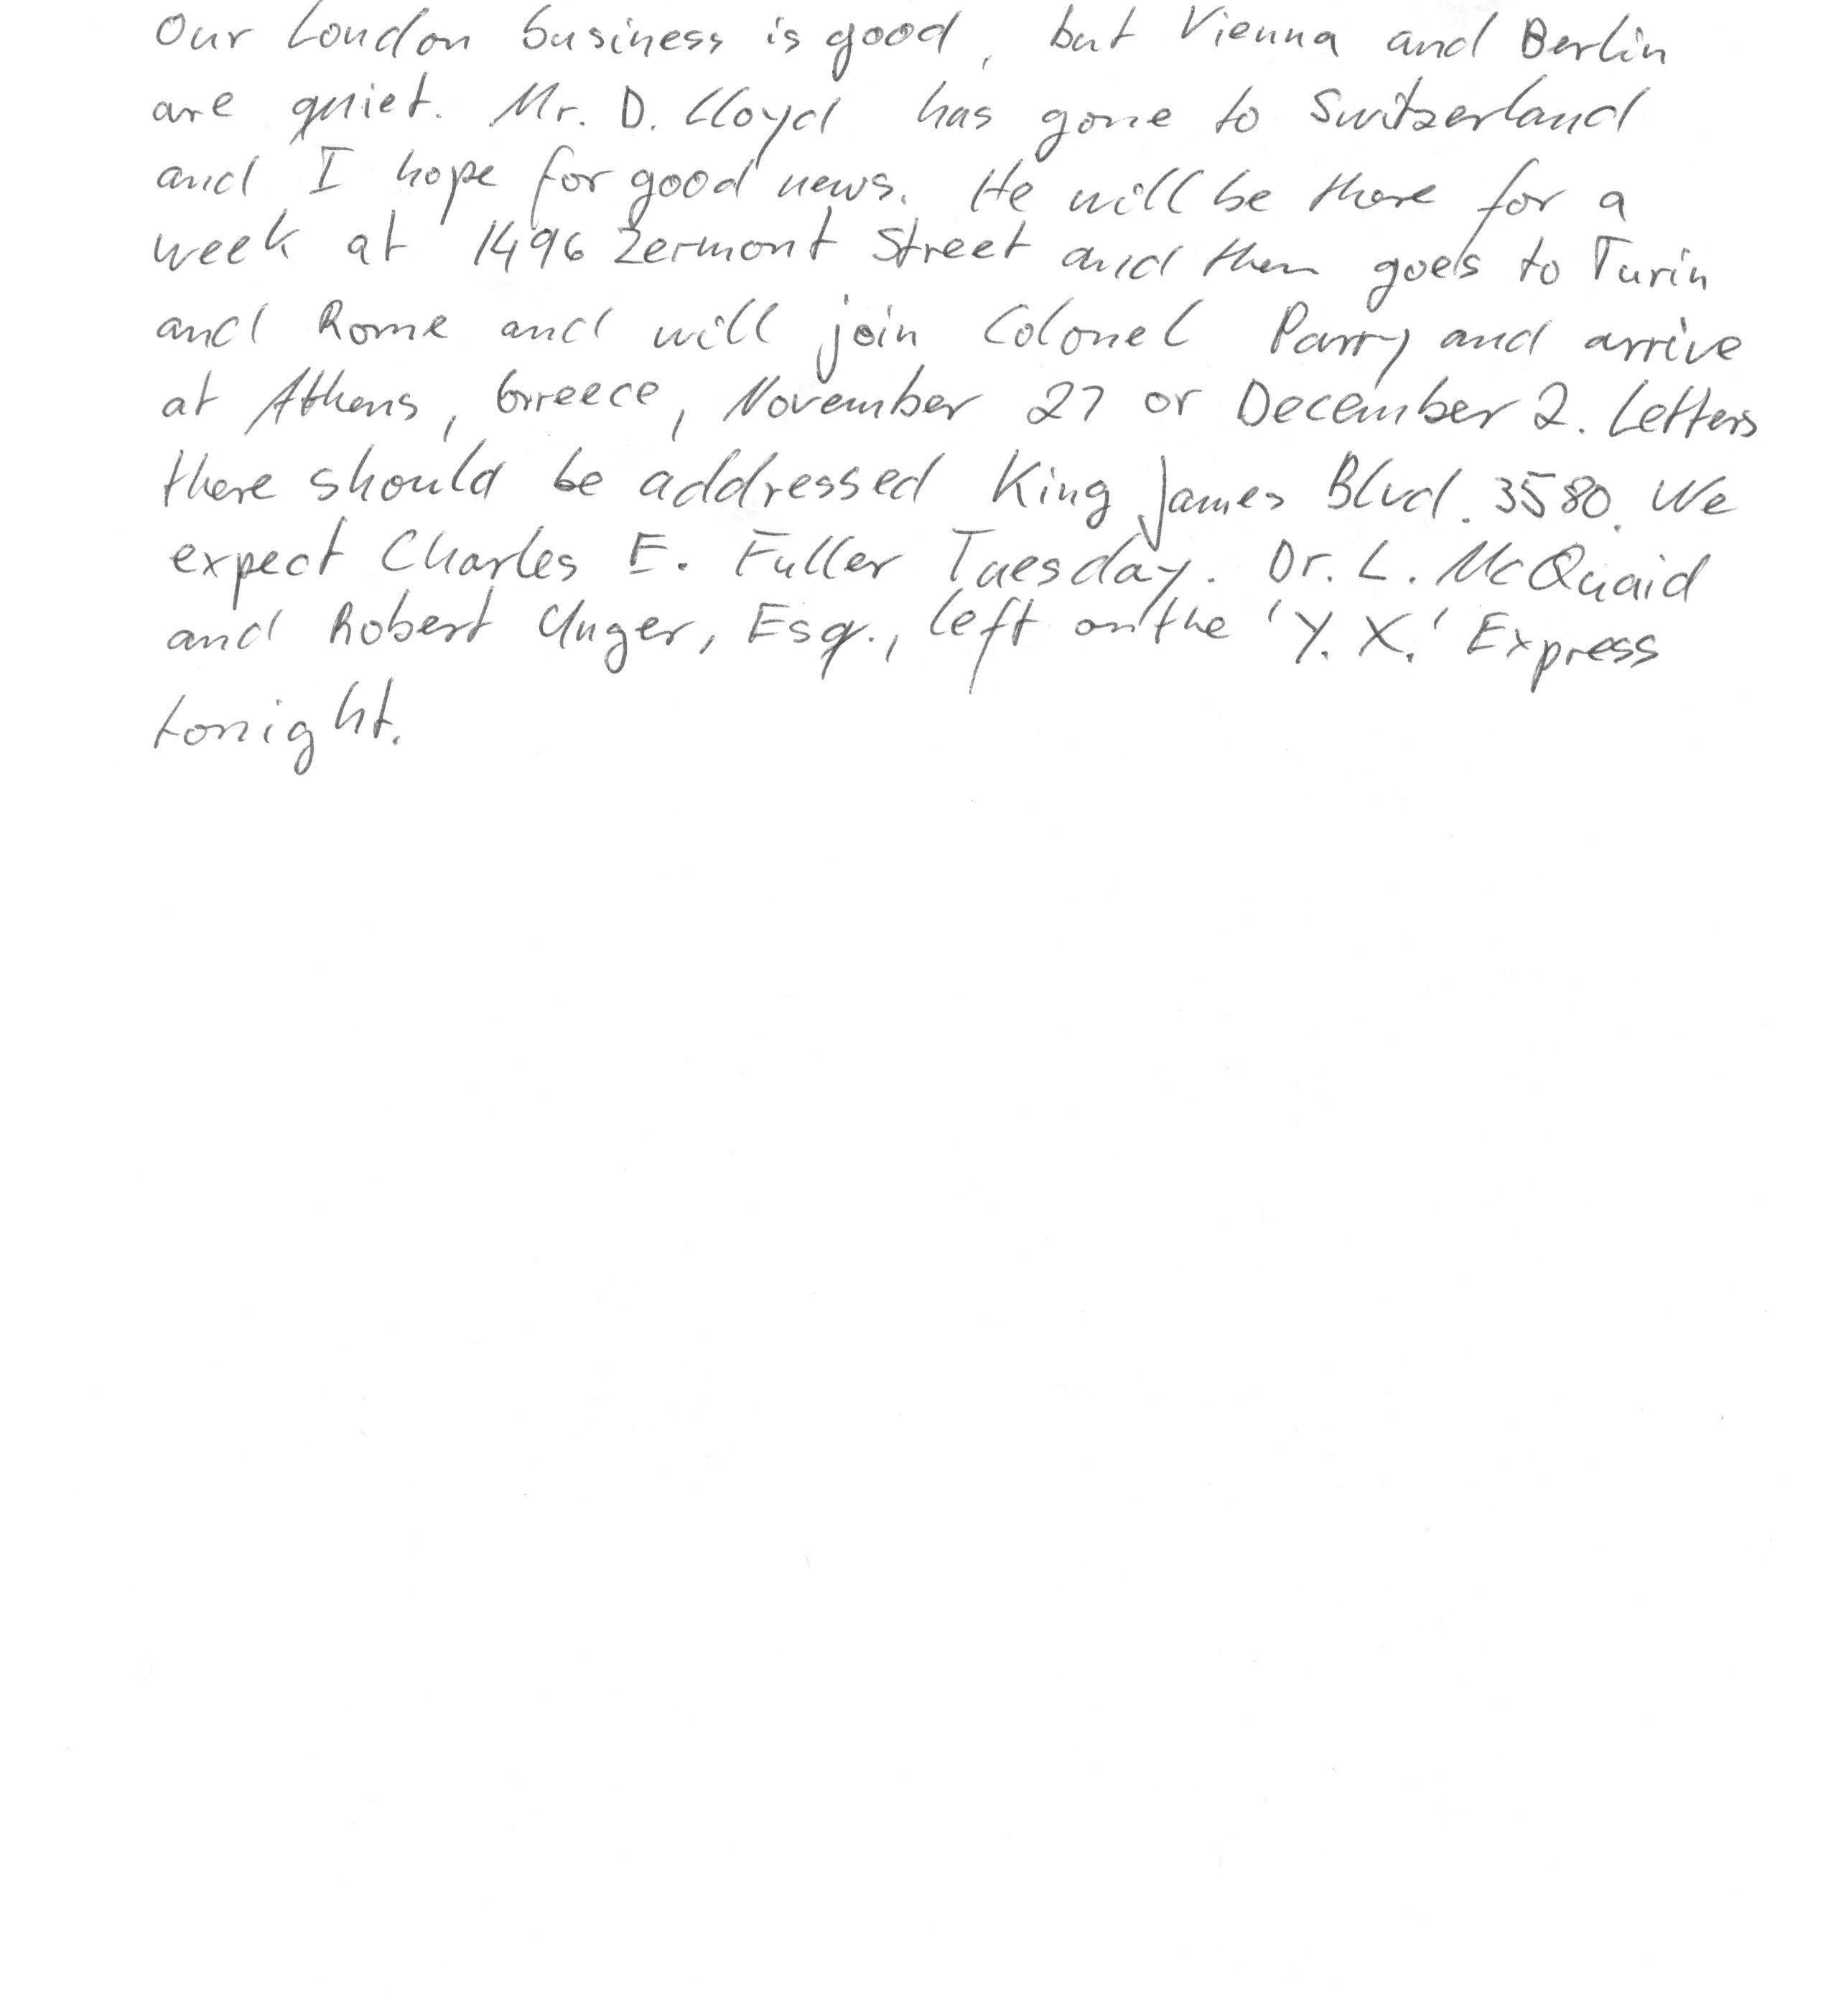 Our London business is good, but Vienna and Berlin
are quiet. Mr. D. Lloyd has gone to Switzerland
and I hope for good news. He will be there for a
week at 1496 Zermont Street and then goes to Turin
and Rome and will join Colonel Parry and arrive
at Athens, Greece, November 27 or December 2. Letters
there should be addressed King James Blvd. 3580. We
expect Charles E. Fuller Tuesday. Dr. L. McQuaid
and Robert Unger, Esq., left on the 'Y. X.' Express
tonight.